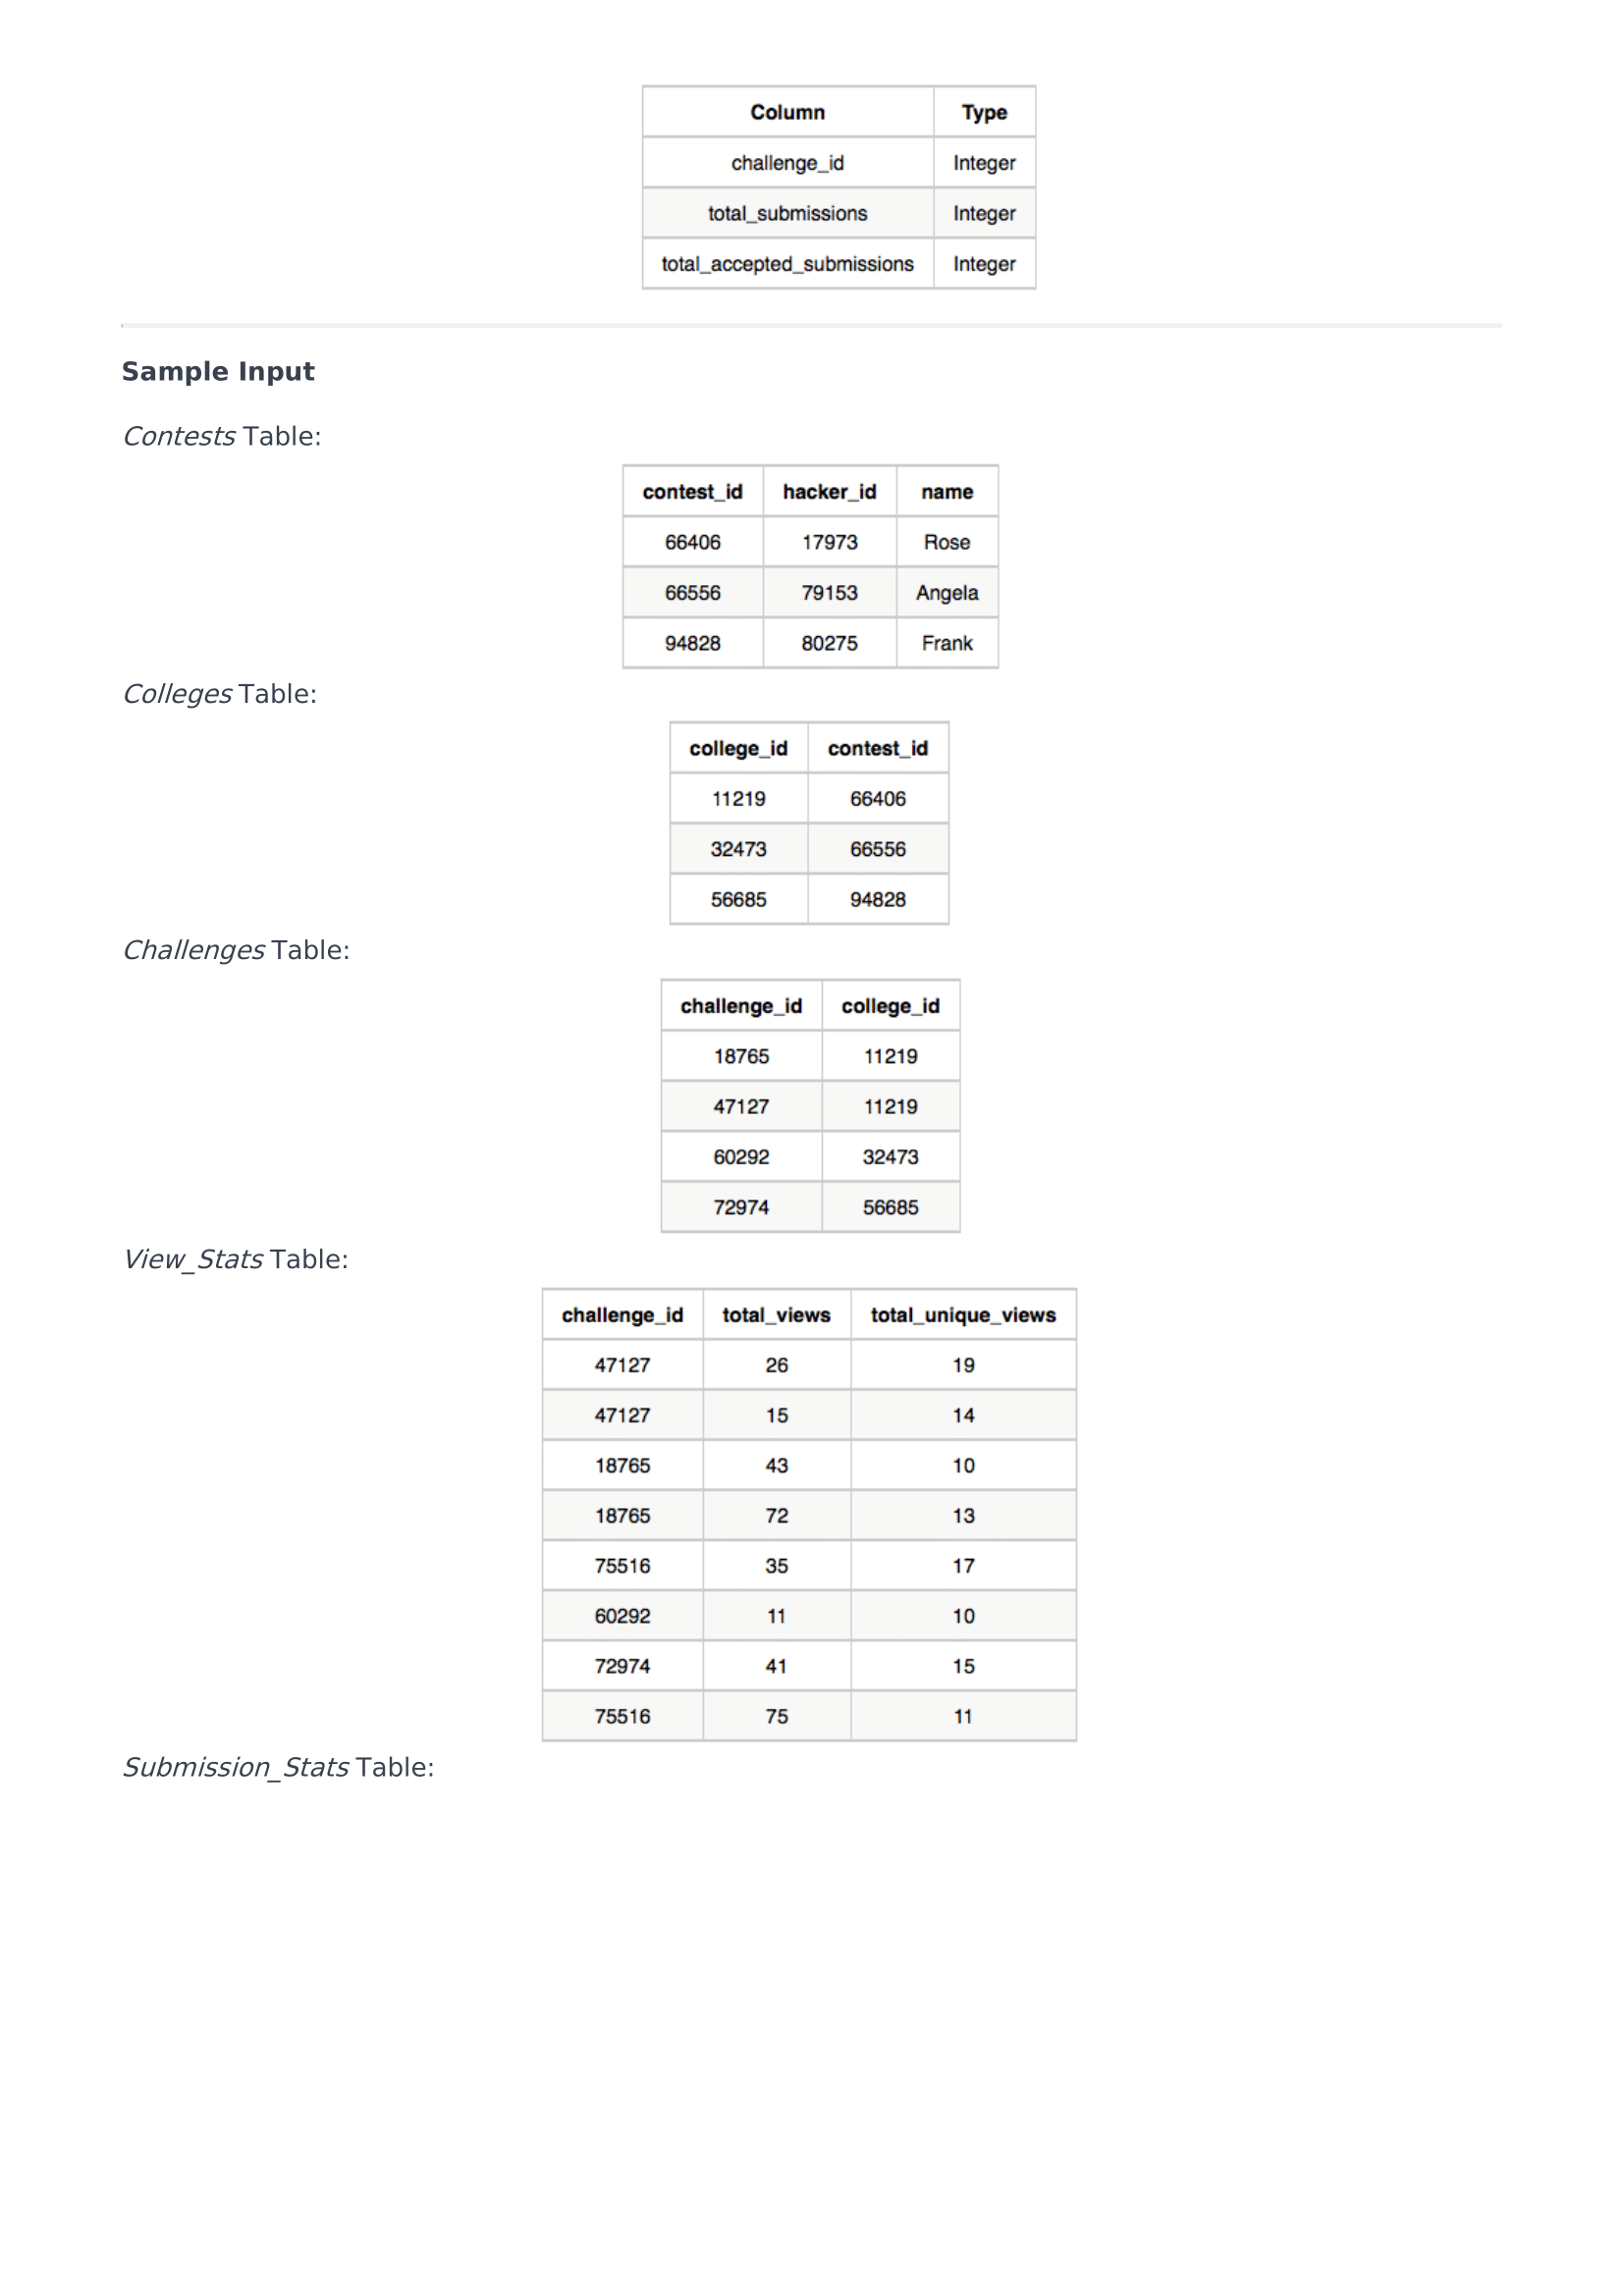 Column Type
challenge_id Integer
total_submissions Integer
total_accepted_submissions Integer
Sample Input
Contests Table:
contest_id hacker_id name
66406 17973 Rose
66556 79153 Angela
94828 80275 Frank
Colleges Table:
college_id contest_id
11219 66406
32473 66556
56685 94828
Challenges Table:
challenge_id college_id
18765 11219
47127 11219
60292 32473
72974 56685
View_Stats Table:
challenge_id total_views total_unique_views
47127 26 19
47127 15 14
18765 43 10
18765 72 13
75516 35 17
60292 11 10
72974 41 15
75516 75 11
Submission_Stats Table: